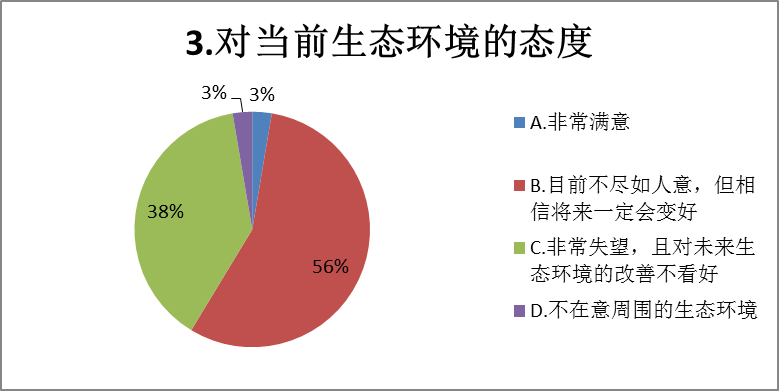 3.对当前生态环境的态度
3% 3%
A.非常满意
B.目前不尽如人意，但相
信将来一定会变好
38%
C.非常失望，且对未来生
态环境的改善不看好
56%
D.不在意周围的生态环境